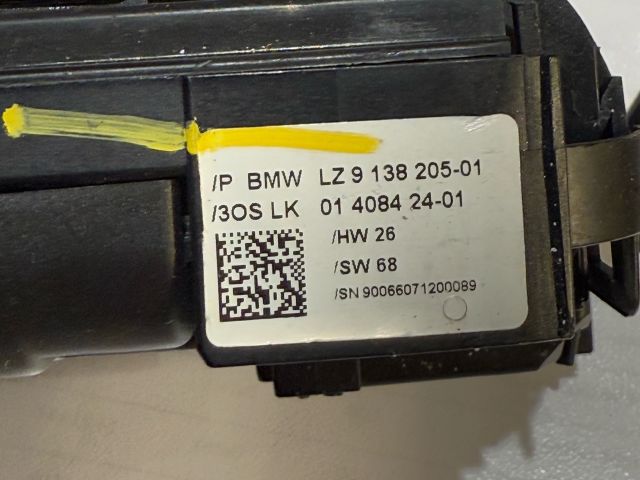 /P BMW LZ 9 138 205-01
/3OS LK 01 4084 24-01
/HW 26
/SW 68
/SN 90066071200089